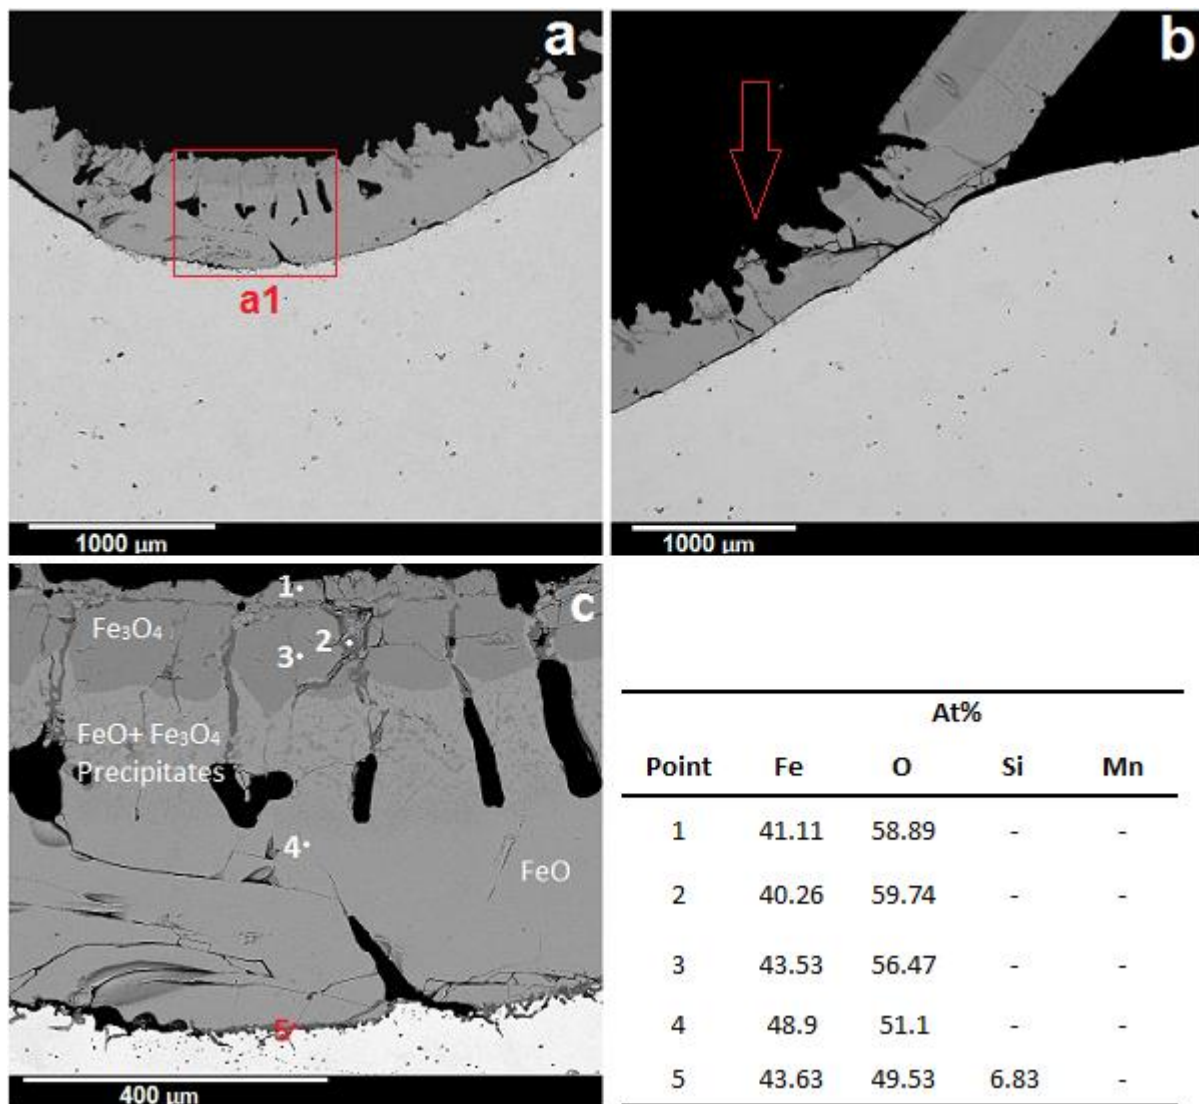 a
b
a1
1000 µm
1000 µm
c
1
Fe₃O₄
2
3
FeO+ Fe₃O₄
Precipitates
4
FeO
5
400 µm
At%
Point Fe O Si Mn
1 41.11 58.89 - -
2 40.26 59.74 - -
3 43.53 56.47 - -
4 48.9 51.1 - -
5 43.63 49.53 6.83 -